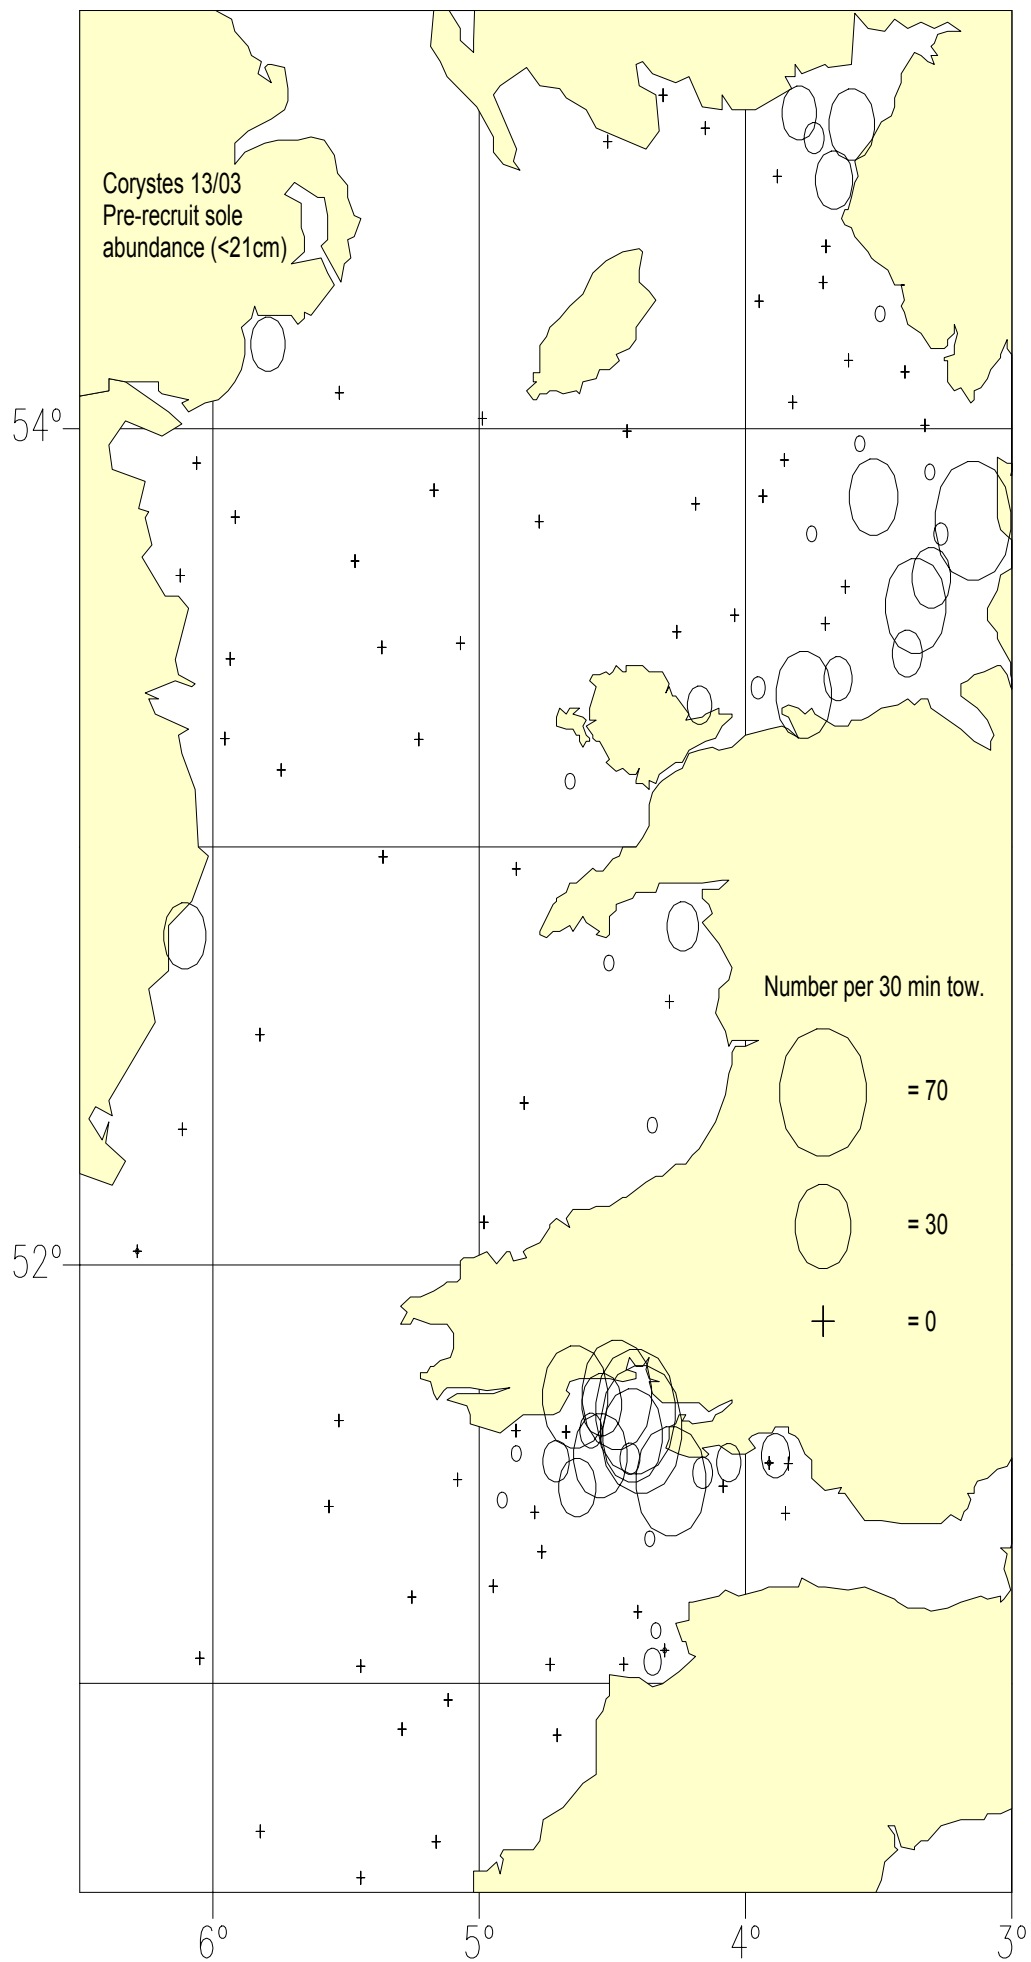 Corystes 13/03
Pre-recruit sole
abundance (<21cm)
54°
Number per 30 min tow.
= 70
= 30
52°
= 0
6°
5°
4°
3°